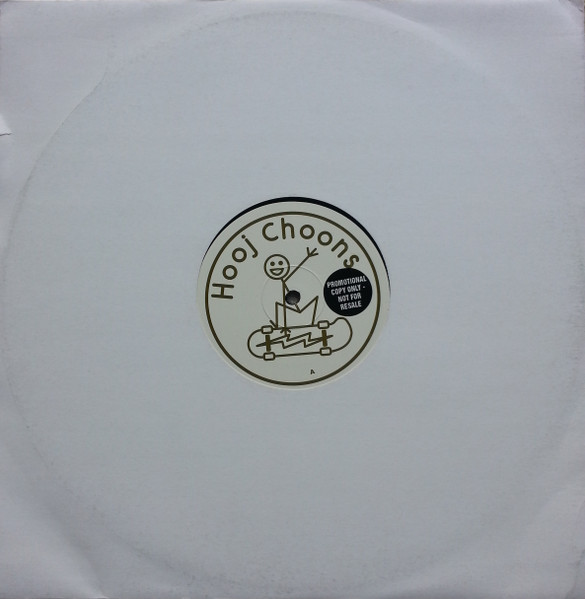 Hooj Choons
PROMOTIONAL
COPY ONLY -
NOT FOR
RESALE
A